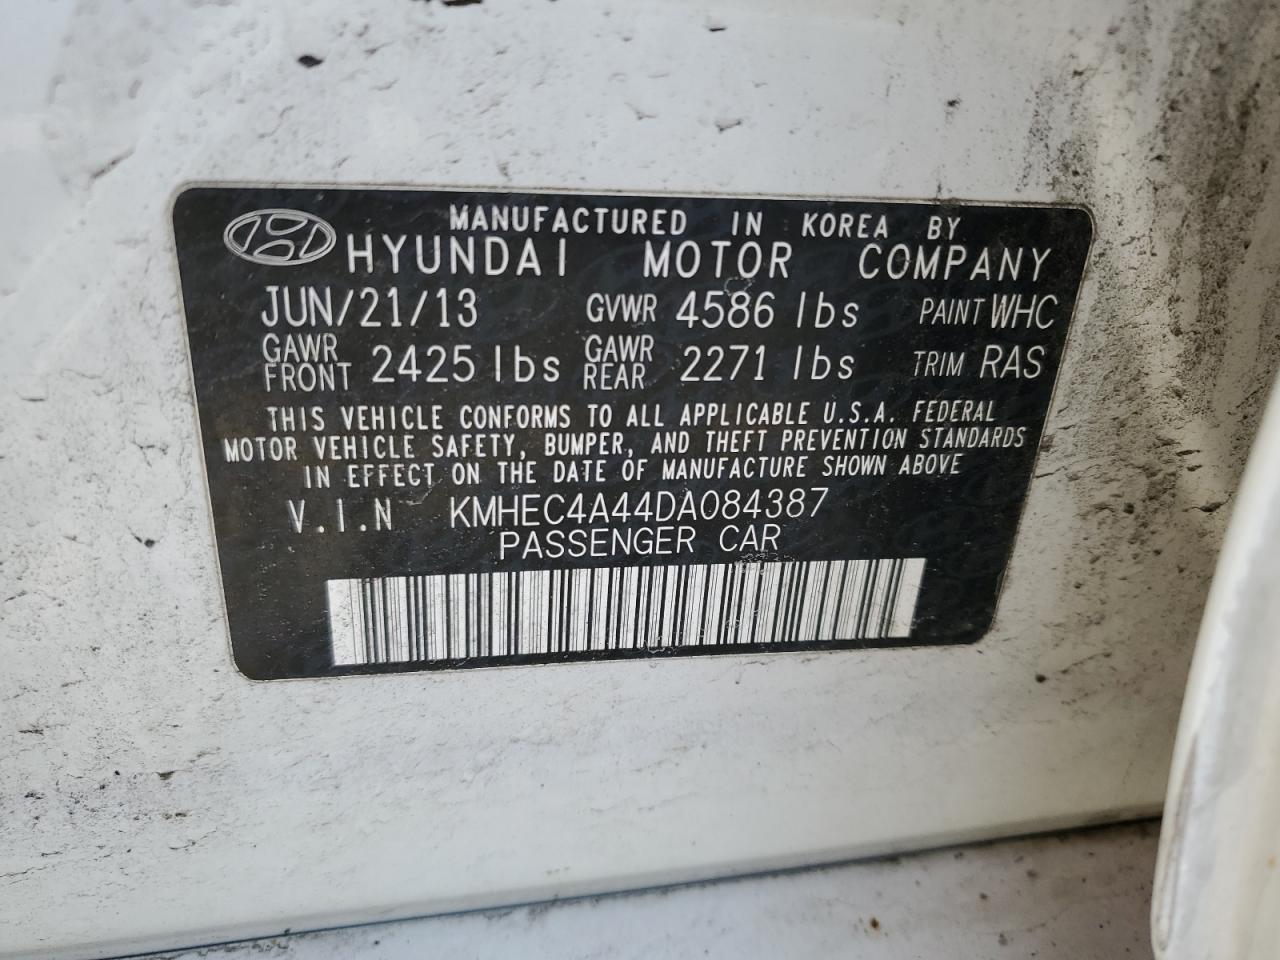 MANUFACTURED IN KOREA BY
HYUNDAI MOTOR COMPANY
JUN/21/13 GVWR 4586 lbs PAINT WHC
GAWR FRONT 2425 lbs GAWR REAR 2271 lbs TRIM RAS
THIS VEHICLE CONFORMS TO ALL APPLICABLE U.S.A. FEDERAL
MOTOR VEHICLE SAFETY, BUMPER, AND THEFT PREVENTION STANDARDS
IN EFFECT ON THE DATE OF MANUFACTURE SHOWN ABOVE
V.I.N KMHEC4A44DA084387
PASSENGER CAR